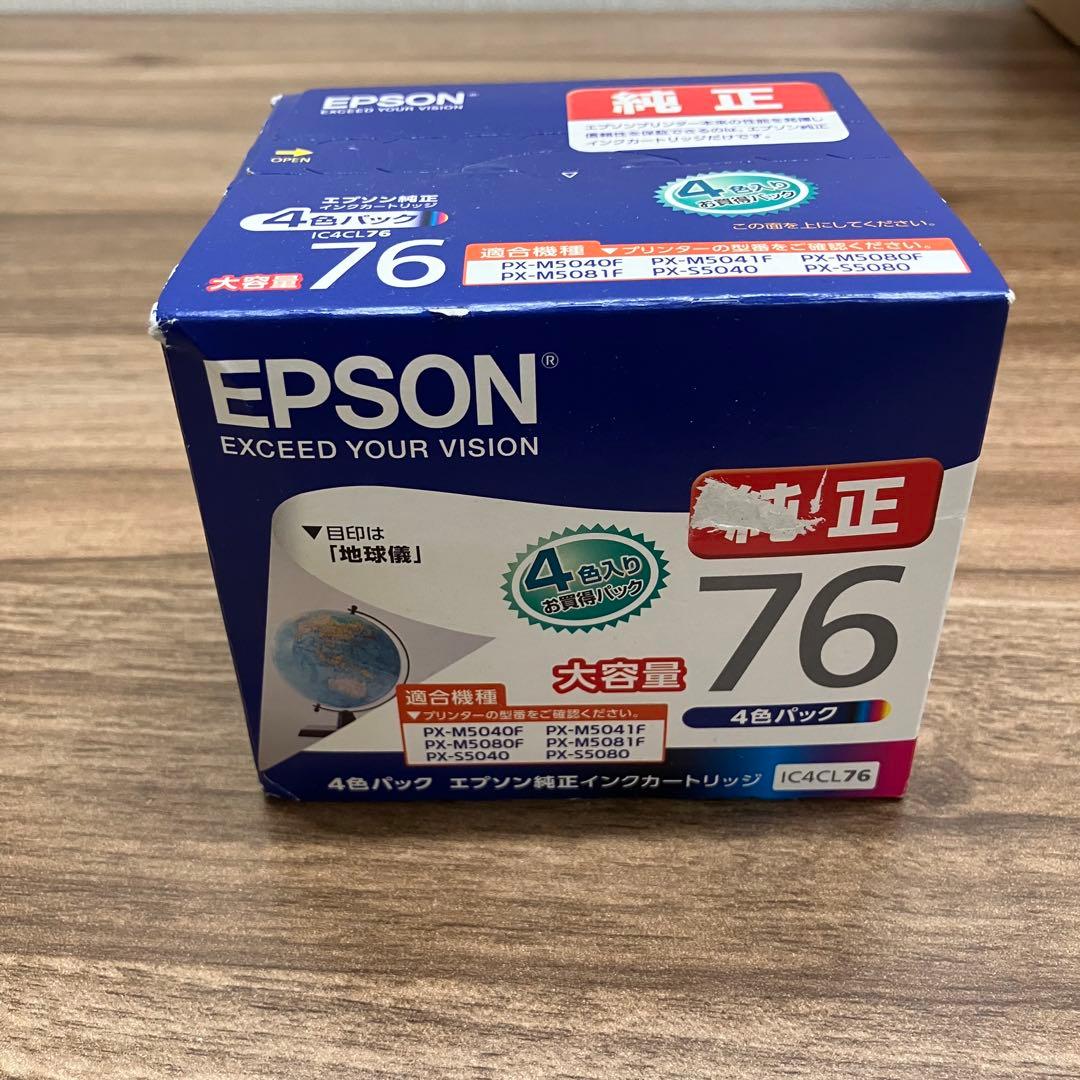 EPSON
EXCEED YOUR VISION
純正
エプソンプリンター本来の性能を発揮し
信頼性を保証できるのは、エプソン純正
インクカートリッジだけです。
OPEN
エプソン純正
インクカートリッジ
4色パック
IC4CL76
大容量 76
4色入り
お買得パック
この面を上にしてください。
適合機種 ▼プリンターの型番をご確認ください。
PX-M5040F PX-M5041F PX-M5080F
PX-M5081F PX-S5040 PX-S5080
EPSON®
EXCEED YOUR VISION
純正
▼目印は
「地球儀」
4色入り
お買得パック
大容量 76
4色パック
適合機種
▼プリンターの型番をご確認ください。
PX-M5040F PX-M5041F
PX-M5080F PX-M5081F
PX-S5040 PX-S5080
4色パック エプソン純正インクカートリッジ IC4CL76